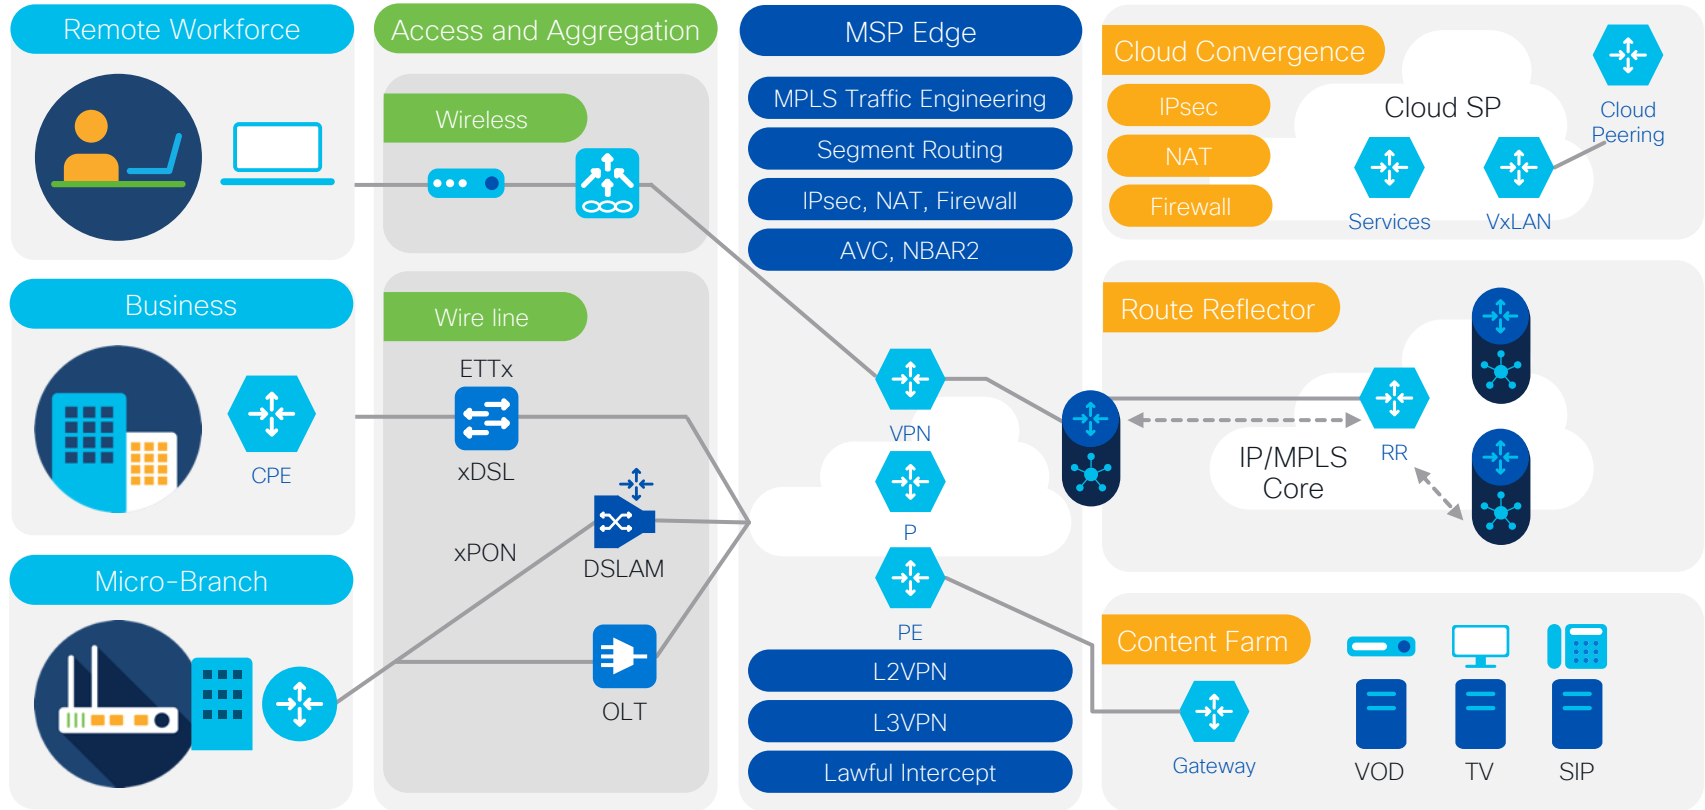 Remote Workforce
Business
CPE
Micro-Branch
Access and Aggregation
Wireless
Wire line
ETTx
xDSL
xPON
DSLAM
OLT
MSP Edge
MPLS Traffic Engineering
Segment Routing
IPsec, NAT, Firewall
AVC, NBAR2
VPN
P
PE
L2VPN
L3VPN
Lawful Intercept
Cloud Convergence
IPsec
NAT
Firewall
Cloud SP
Services
VxLAN
Cloud
Peering
Route Reflector
IP/MPLS
Core
RR
Content Farm
Gateway
VOD
TV
SIP